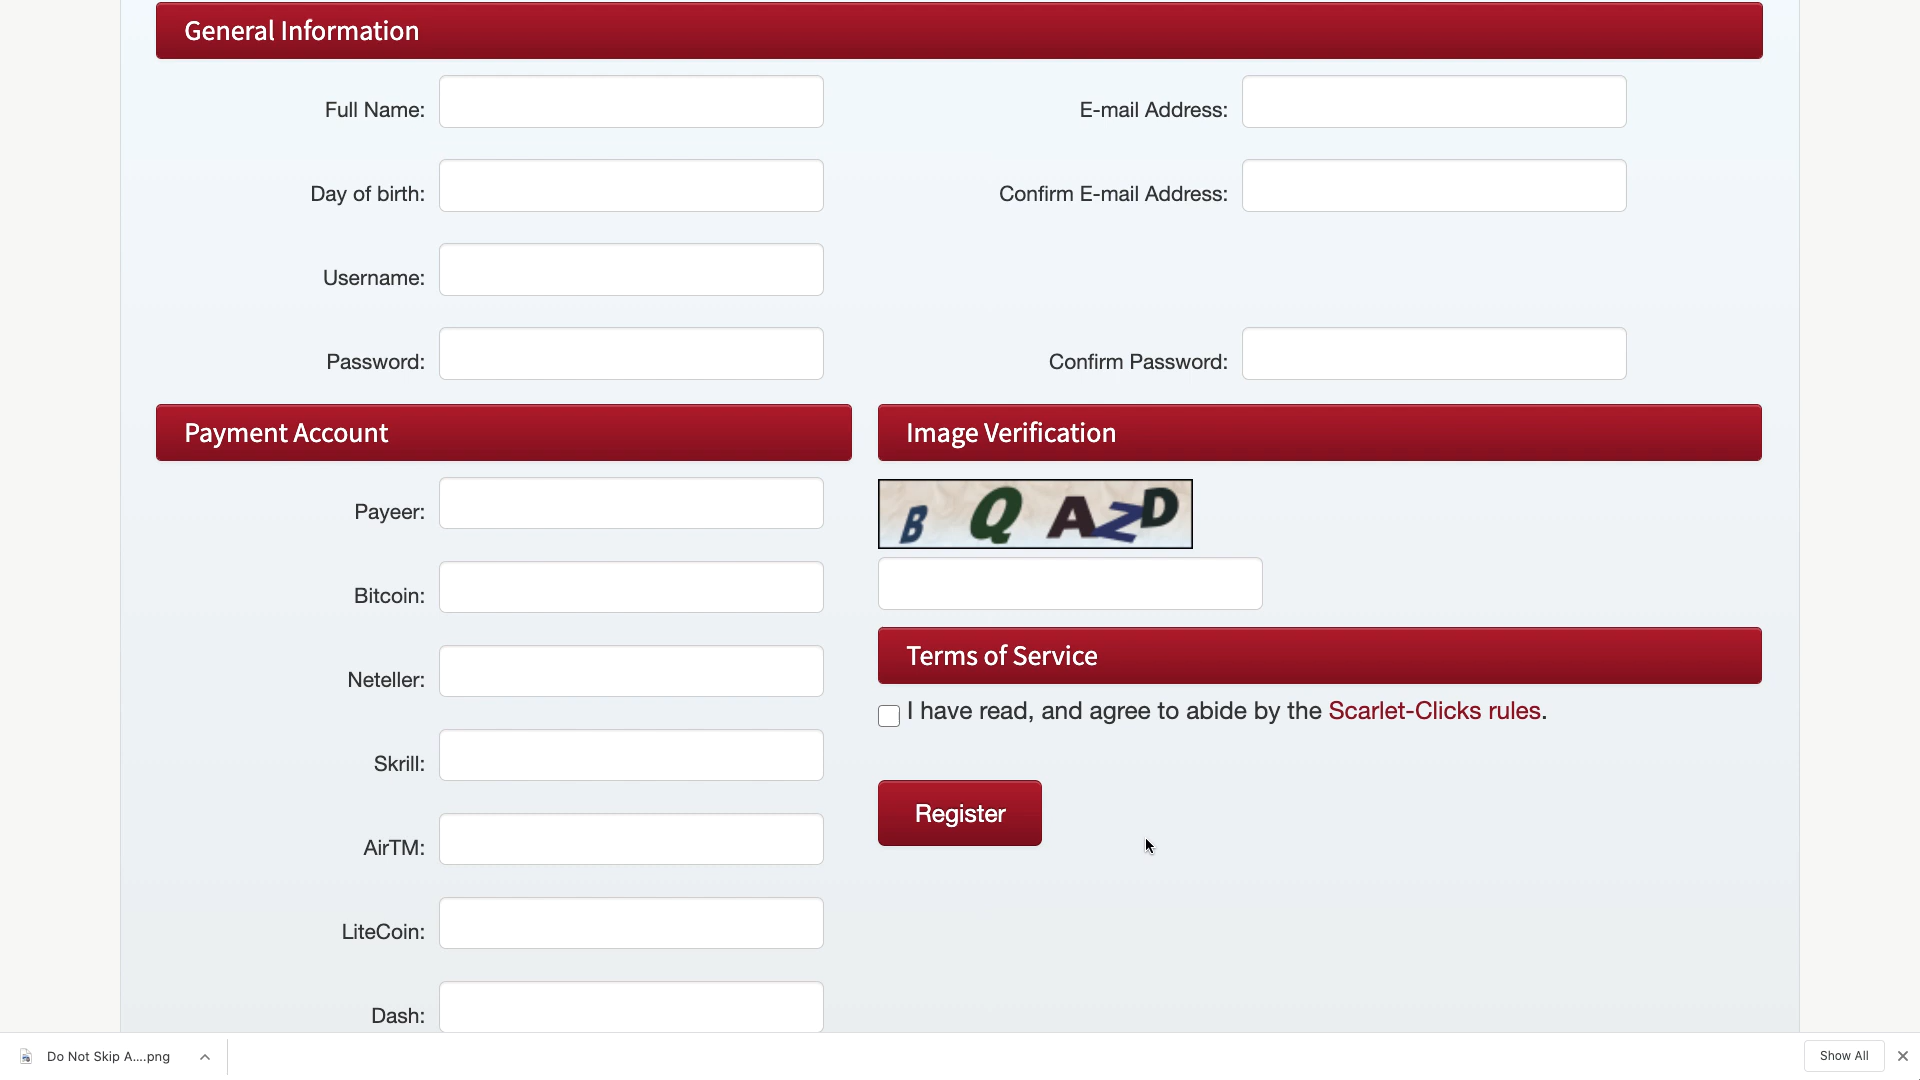 General Information
Full Name:
E-mail Address:
Day of birth:
Confirm E-mail Address:
Username:
Password:
Confirm Password:
Payment Account
Image Verification
Payeer:
B Q A Z D
Bitcoin:
Neteller:
Terms of Service
I have read, and agree to abide by the Scarlet-Clicks rules.
Skrill:
Register
AirTM:
LiteCoin:
Dash:
Do Not Skip A....png
Show All